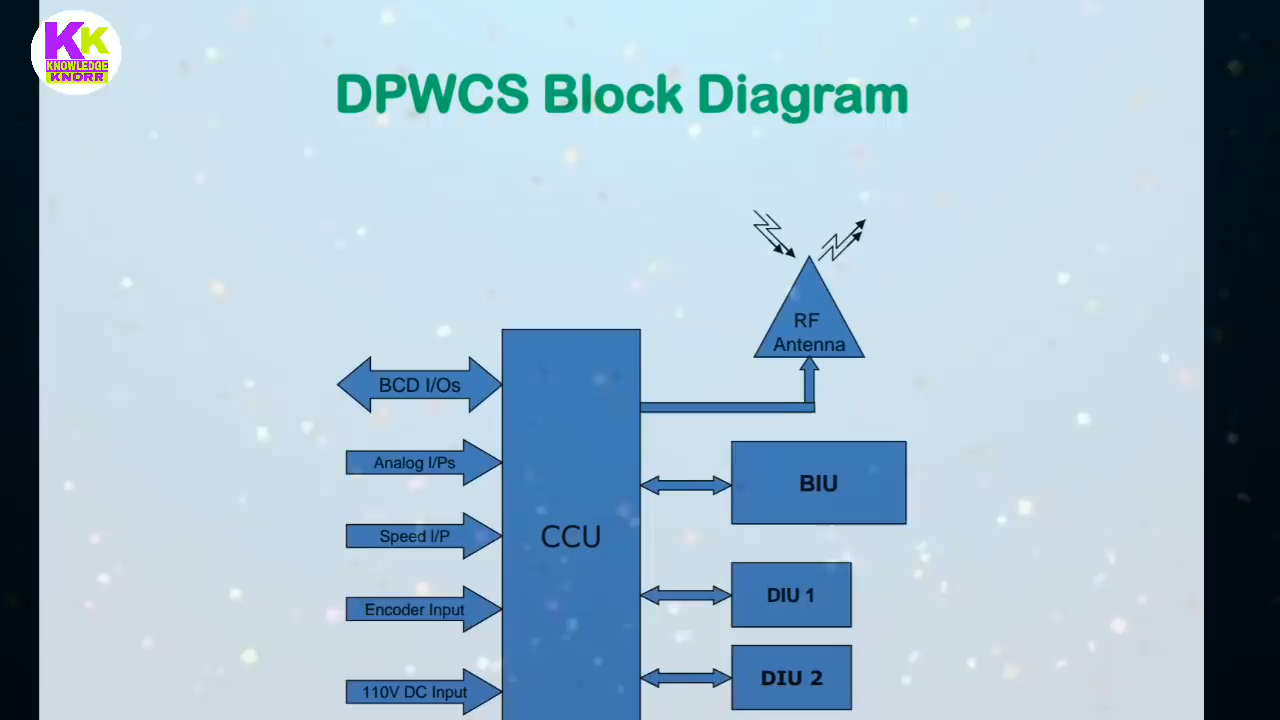 KK
KNOWLEDGE
KNORR
DPWCS Block Diagram
RF
Antenna
BCD I/Os
Analog I/Ps
BIU
Speed I/P
CCU
DIU 1
Encoder Input
DIU 2
110V DC Input